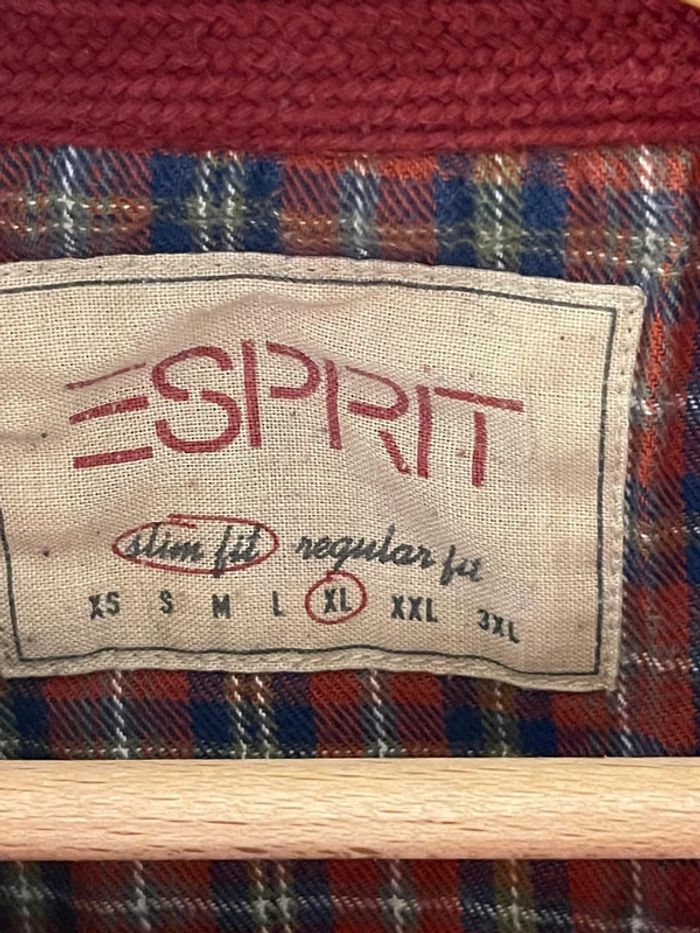 ESPRIT
slim fit regular fit
XS S M L XL XXL 3XL